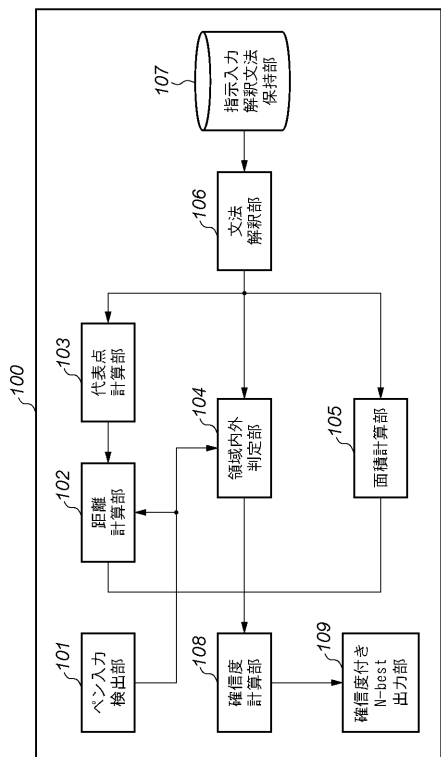 100
101
ペン入力
検出部
102
距離
計算部
103
代表点
計算部
104
領域内外
判定部
105
面積計算部
106
文法
解釈部
107
指示入力
解釈文法
保持部
108
確信度
計算部
109
確信度付き
N-best
出力部